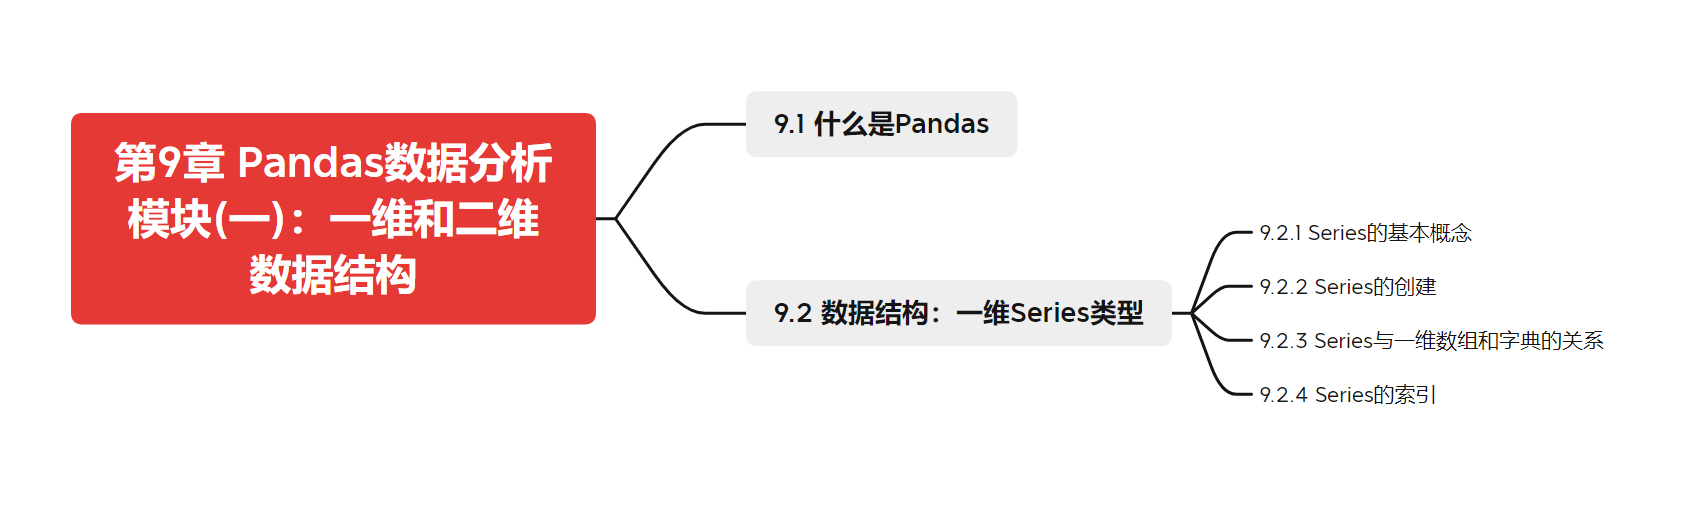 第9章 Pandas数据分析
模块(一)：一维和二维
数据结构
9.1 什么是Pandas
9.2 数据结构：一维Series类型
9.2.1 Series的基本概念
9.2.2 Series的创建
9.2.3 Series与一维数组和字典的关系
9.2.4 Series的索引